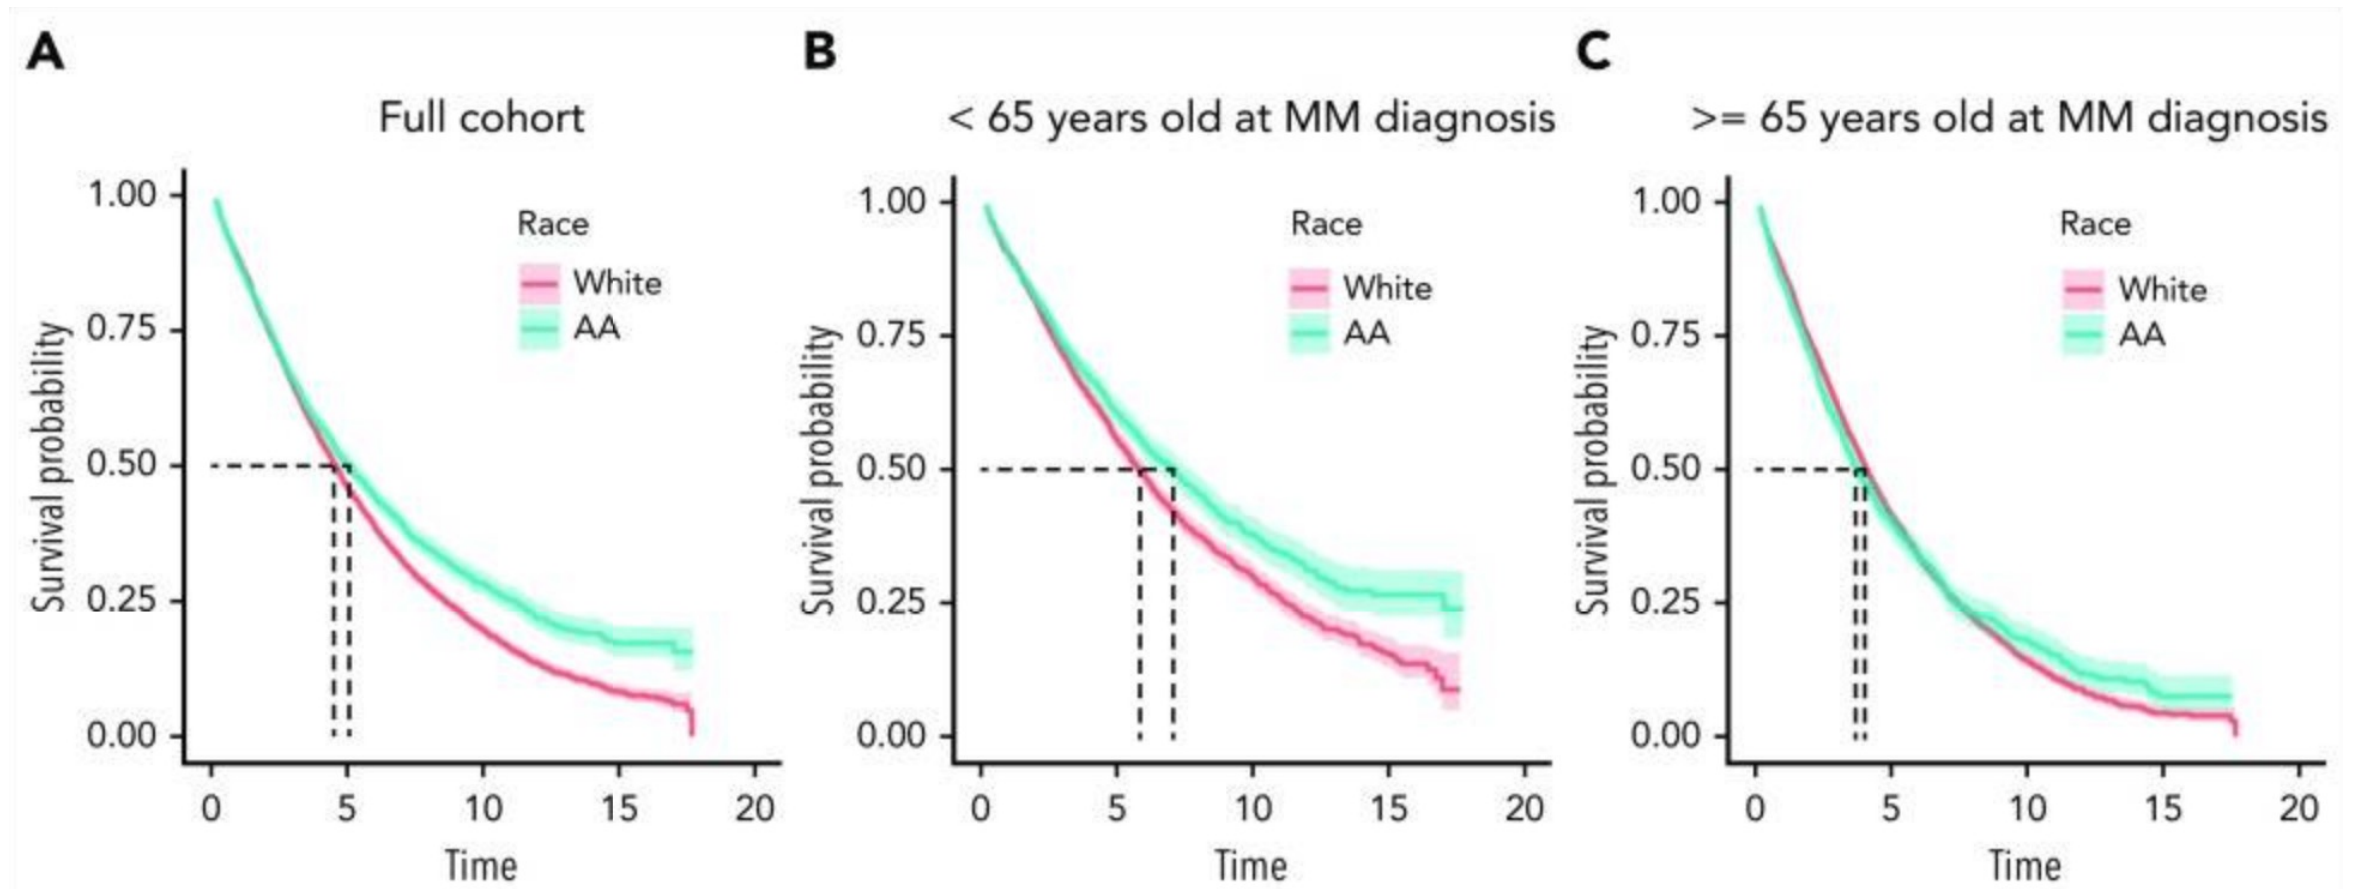 A
Full cohort
Survival probability
1.00
0.75
0.50
0.25
0.00
Race
White
AA
0 5 10 15 20
Time
B
< 65 years old at MM diagnosis
Survival probability
1.00
0.75
0.50
0.25
0.00
Race
White
AA
0 5 10 15 20
Time
C
>= 65 years old at MM diagnosis
Survival probability
1.00
0.75
0.50
0.25
0.00
Race
White
AA
0 5 10 15 20
Time